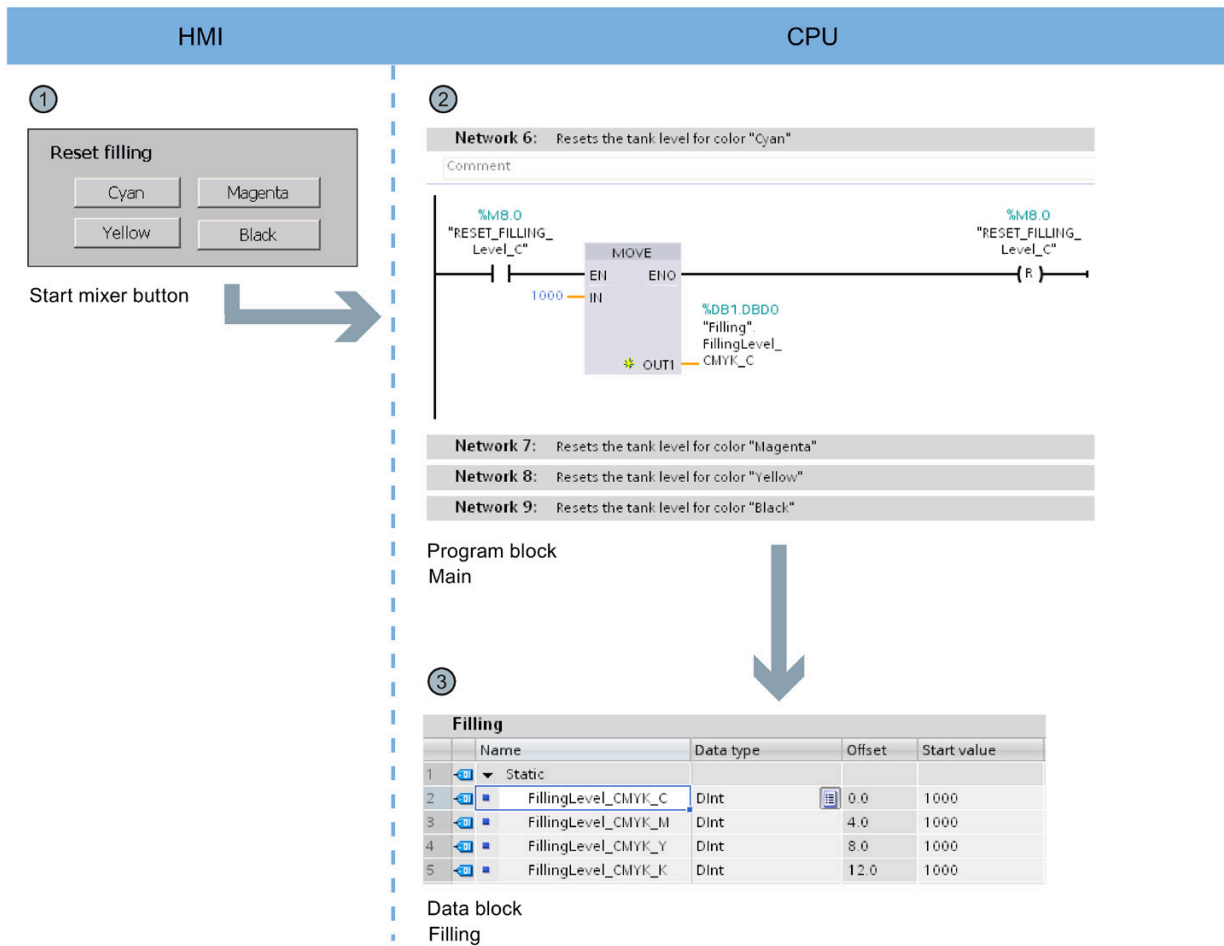 HMI
CPU
1
Reset filling
Cyan
Magenta
Yellow
Black
Start mixer button
2
Network 6: Resets the tank level for color "Cyan"
Comment
%M8.0
"RESET_FILLING_
Level_C"
MOVE
EN
ENO
1000
IN
OUT1
%DB1.DBD0
"Filling".
FillingLevel_
CMYK_C
%M8.0
"RESET_FILLING_
Level_C"
R
Network 7: Resets the tank level for color "Magenta"
Network 8: Resets the tank level for color "Yellow"
Network 9: Resets the tank level for color "Black"
Program block
Main
3
Filling
Name Data type Offset Start value
1 Static
2 FillingLevel_CMYK_C DInt 0.0 1000
3 FillingLevel_CMYK_M DInt 4.0 1000
4 FillingLevel_CMYK_Y DInt 8.0 1000
5 FillingLevel_CMYK_K DInt 12.0 1000
Data block
Filling